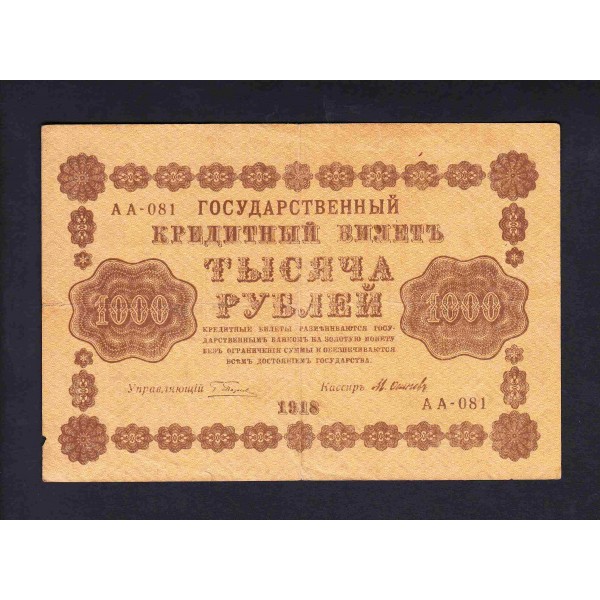 АА-081 ГОСУДАРСТВЕННЫЙ
КРЕДИТНЫЙ БИЛЕТЪ
ТЫСЯЧА
РУБЛЕЙ
1000 1000
КРЕДИТНЫЕ БИЛЕТЫ РАЗМѢНИВАЮТСЯ ГОСУ-
ДАРСТВЕННЫМЪ БАНКОМЪ НА ЗОЛОТУЮ МОНЕТУ
БЕЗЪ ОГРАНИЧЕНІЯ СУММЫ И ОБЕЗПЕЧИВАЮТСЯ
ВСѢМЪ ДОСТОЯНІЕМЪ ГОСУДАРСТВА.
Управляющій Кассиръ
1918
АА-081